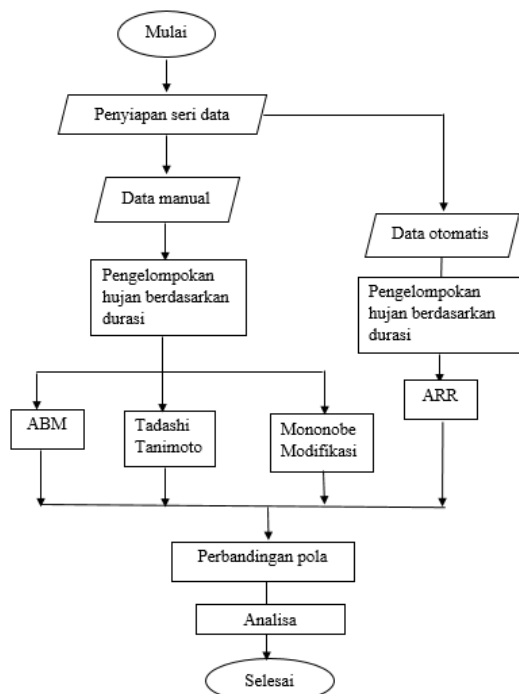 Mulai
Penyiapan seri data
Data manual
Data otomatis
Pengelompokan
hujan berdasarkan
durasi
Pengelompokan
hujan berdasarkan
durasi
ABM
Tadashi
Tanimoto
Mononobe
Modifikasi
ARR
Perbandingan pola
Analisa
Selesai